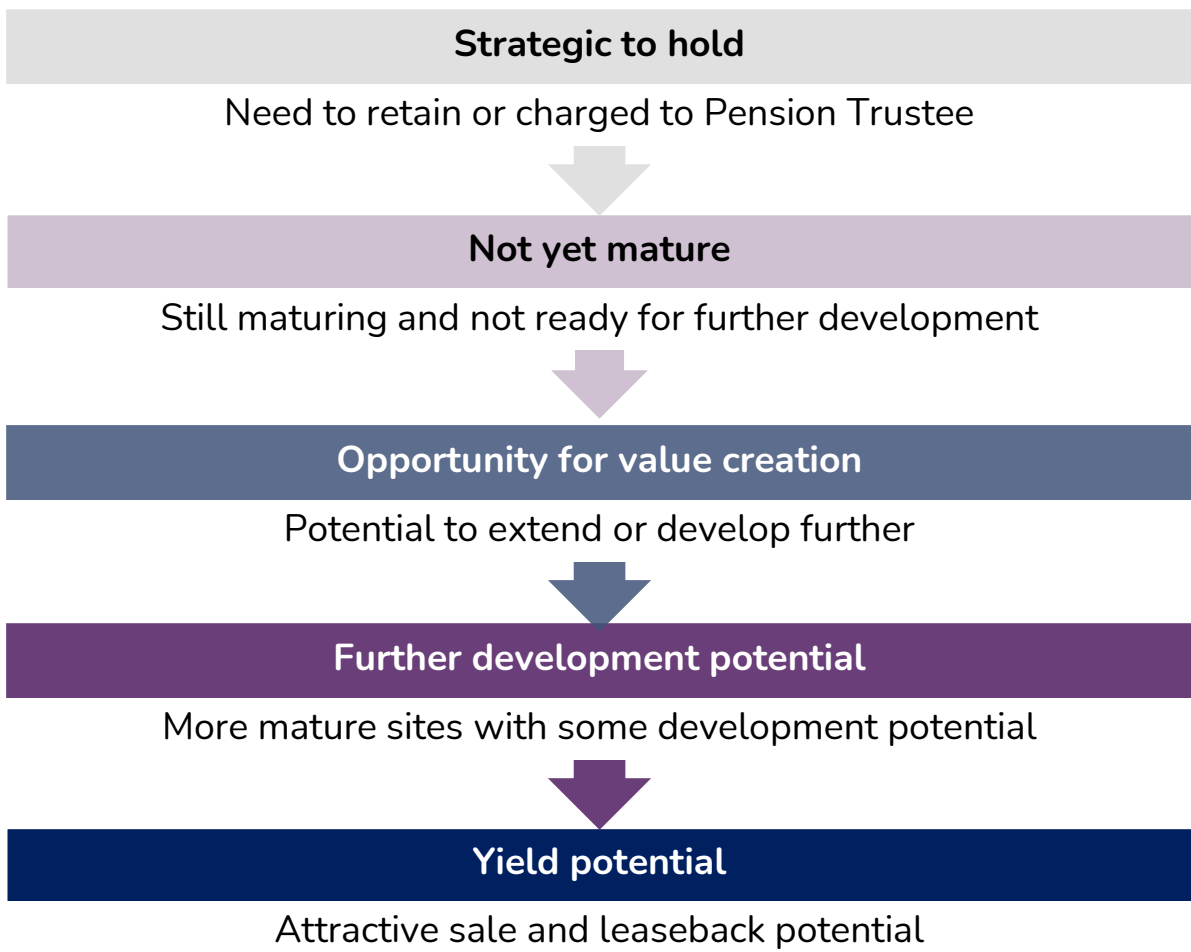 Strategic to hold
Need to retain or charged to Pension Trustee
Not yet mature
Still maturing and not ready for further development
Opportunity for value creation
Potential to extend or develop further
Further development potential
More mature sites with some development potential
Yield potential
Attractive sale and leaseback potential